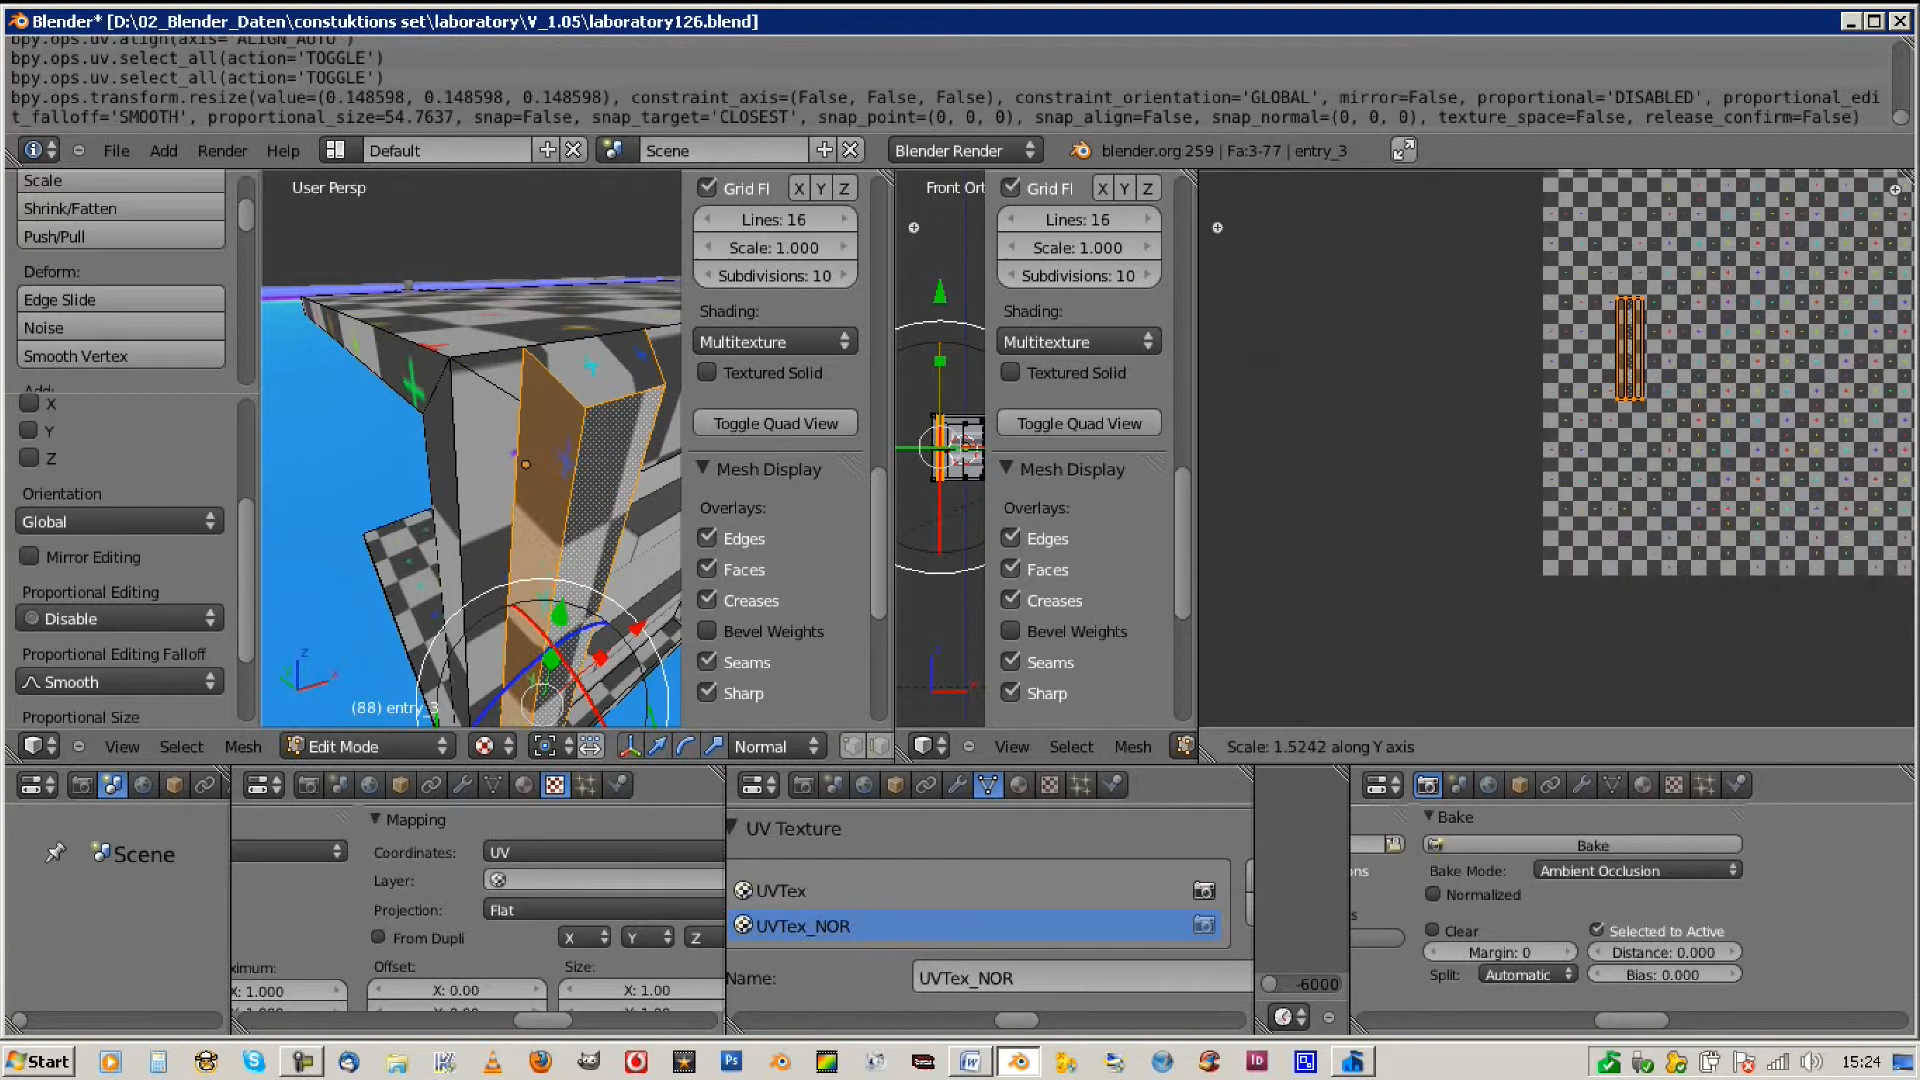 Blender* [D:\02_Blender_Daten\constuktions set\laboratory\V_1.05\laboratory126.blend]
bpy.ops.uv.align(axis='ALIGN_AUTO')
bpy.ops.uv.select_all(action='TOGGLE')
bpy.ops.uv.select_all(action='TOGGLE')
bpy.ops.transform.resize(value=(0.148598, 0.148598, 0.148598), constraint_axis=(False, False, False), constraint_orientation='GLOBAL', mirror=False, proportional='DISABLED', proportional_edi
t_falloff='SMOOTH', proportional_size=54.7637, snap=False, snap_target='CLOSEST', snap_point=(0, 0, 0), snap_align=False, snap_normal=(0, 0, 0), texture_space=False, release_confirm=False)
File Add Render Help Default Scene Blender Render blender.org 259 | Fa:3-77 | entry_3
Scale
Shrink/Fatten
Push/Pull
Deform:
Edge Slide
Noise
Smooth Vertex
Add:
X
Y
Z
Orientation
Global
Mirror Editing
Proportional Editing
Disable
Proportional Editing Falloff
Smooth
Proportional Size
User Persp
(88) entry_3
Grid Fl X Y Z
Lines: 16
Scale: 1.000
Subdivisions: 10
Shading:
Multitexture
Textured Solid
Toggle Quad View
Mesh Display
Overlays:
Edges
Faces
Creases
Bevel Weights
Seams
Sharp
Front Ort
Grid Fl X Y Z
Lines: 16
Scale: 1.000
Subdivisions: 10
Shading:
Multitexture
Textured Solid
Toggle Quad View
Mesh Display
Overlays:
Edges
Faces
Creases
Bevel Weights
Seams
Sharp
View Select Mesh Edit Mode Normal
View Select Mesh
Scale: 1.5242 along Y axis
Scene
Mapping
Coordinates: UV
Layer:
Projection: Flat
From Dupli X Y Z
Offset: Size:
X: 1.000 X: 0.00 X: 1.00
UV Texture
UVTex
UVTex_NOR
Name: UVTex_NOR
-6000
Bake
Bake
Bake Mode: Ambient Occlusion
Normalized
Clear Selected to Active
Margin: 0 Distance: 0.000
Split: Automatic Bias: 0.000
Start 15:24